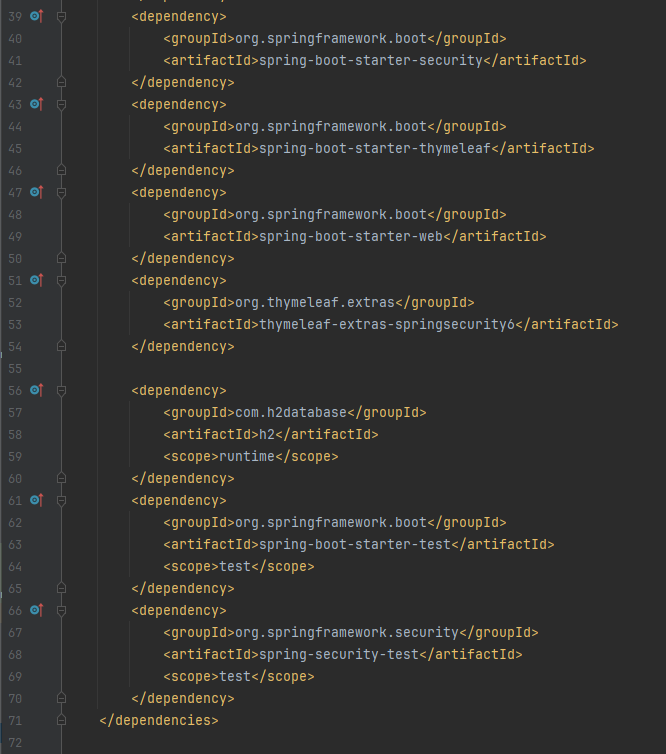 39 <dependency>
40 <groupId>org.springframework.boot</groupId>
41 <artifactId>spring-boot-starter-security</artifactId>
42 </dependency>
43 <dependency>
44 <groupId>org.springframework.boot</groupId>
45 <artifactId>spring-boot-starter-thymeleaf</artifactId>
46 </dependency>
47 <dependency>
48 <groupId>org.springframework.boot</groupId>
49 <artifactId>spring-boot-starter-web</artifactId>
50 </dependency>
51 <dependency>
52 <groupId>org.thymeleaf.extras</groupId>
53 <artifactId>thymeleaf-extras-springsecurity6</artifactId>
54 </dependency>
55
56 <dependency>
57 <groupId>com.h2database</groupId>
58 <artifactId>h2</artifactId>
59 <scope>runtime</scope>
60 </dependency>
61 <dependency>
62 <groupId>org.springframework.boot</groupId>
63 <artifactId>spring-boot-starter-test</artifactId>
64 <scope>test</scope>
65 </dependency>
66 <dependency>
67 <groupId>org.springframework.security</groupId>
68 <artifactId>spring-security-test</artifactId>
69 <scope>test</scope>
70 </dependency>
71 </dependencies>
72